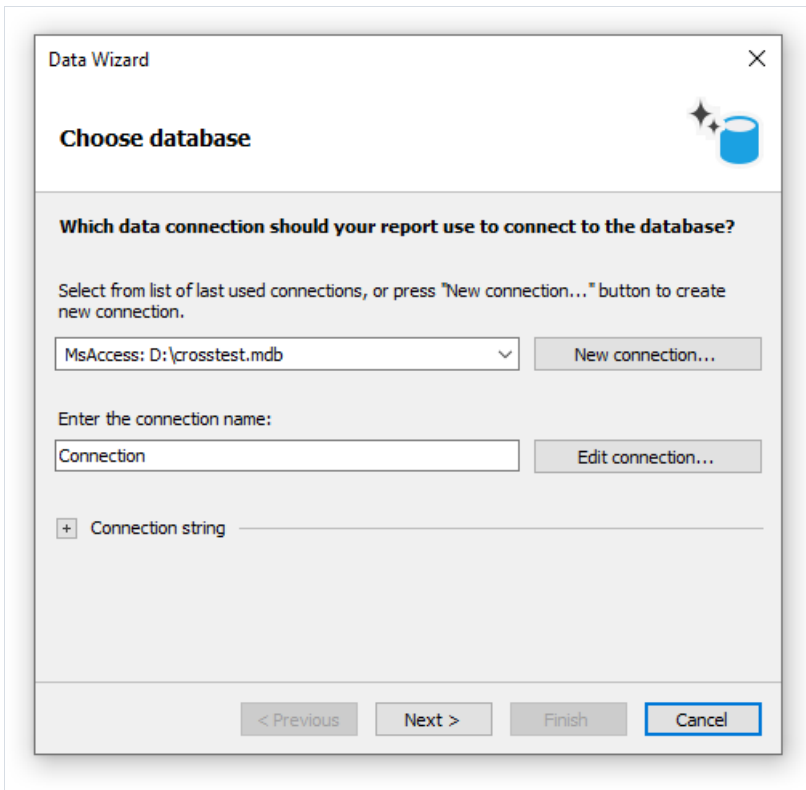 Data Wizard
Choose database
Which data connection should your report use to connect to the database?
Select from list of last used connections, or press "New connection..." button to create
new connection.
MsAccess: D:\crosstest.mdb
New connection...
Enter the connection name:
Connection
Edit connection...
+ Connection string
< Previous
Next >
Finish
Cancel